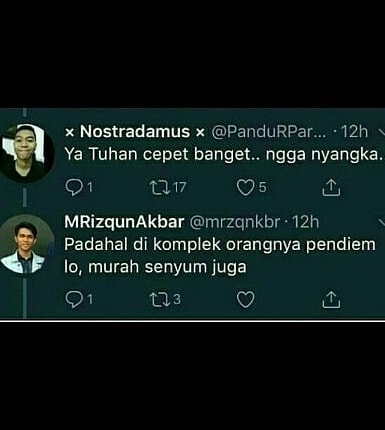 × Nostradamus × @PanduRPar... · 12h
Ya Tuhan cepet banget.. ngga nyangka.
1 17 5
MRizqunAkbar @mrzqnkbr · 12h
Padahal di komplek orangnya pendiem
lo, murah senyum juga
1 3